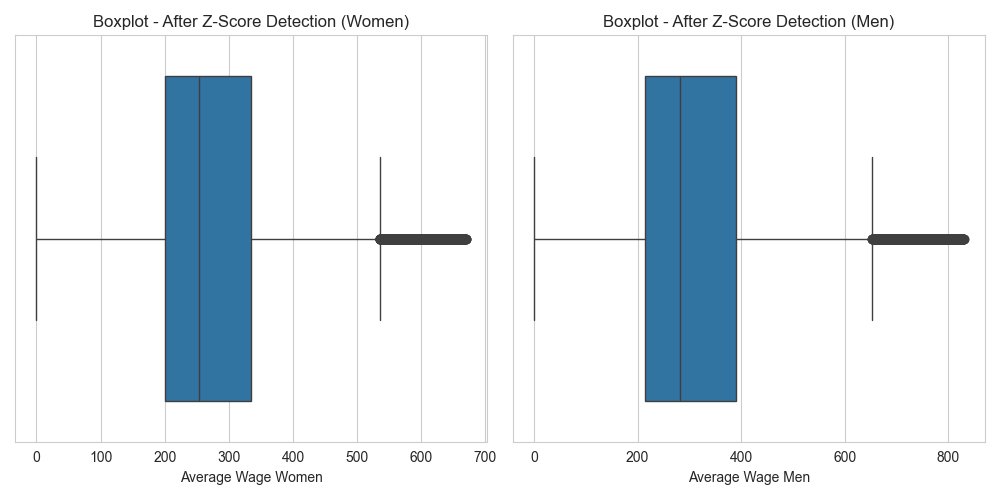 Boxplot - After Z-Score Detection (Women)
0 100 200 300 400 500 600 700
Average Wage Women
Boxplot - After Z-Score Detection (Men)
0 200 400 600 800
Average Wage Men